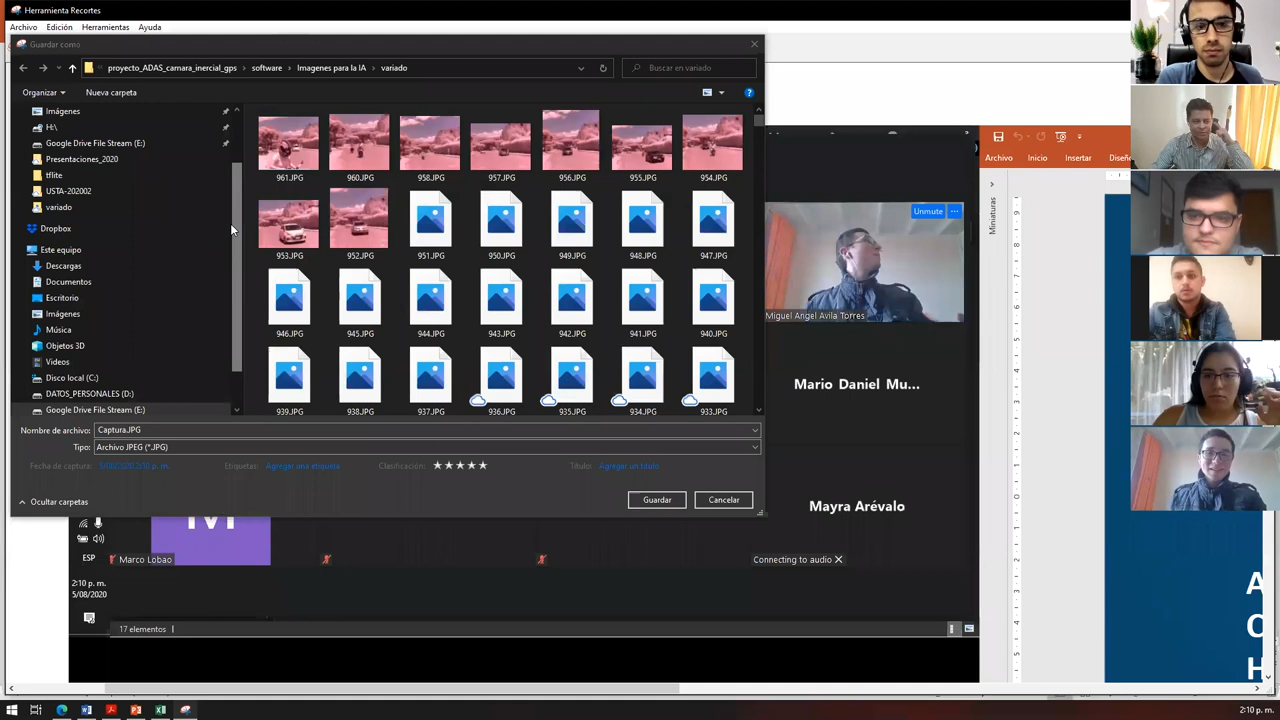 Herramienta Recortes
Archivo Edición Herramientas Ayuda
Guardar como
proyecto_ADAS_camara_inercial_gps > software > Imagenes para la IA > variado
Buscar en variado
Organizar
Nueva carpeta
Imágenes
H:\
Google Drive File Stream (E:)
Presentaciones_2020
tflite
USTA-202002
variado
Dropbox
Este equipo
Descargas
Documentos
Escritorio
Imágenes
Música
Objetos 3D
Videos
Disco local (C:)
DATOS_PERSONALES (D:)
Google Drive File Stream (E:)
961.JPG 960.JPG 958.JPG 957.JPG 956.JPG 955.JPG 954.JPG
953.JPG 952.JPG 951.JPG 950.JPG 949.JPG 948.JPG 947.JPG
946.JPG 945.JPG 944.JPG 943.JPG 942.JPG 941.JPG 940.JPG
939.JPG 938.JPG 937.JPG 936.JPG 935.JPG 934.JPG 933.JPG
Nombre de archivo: Captura.JPG
Tipo: Archivo JPEG (*.JPG)
Fecha de captura: 5/08/2020 2:10 p. m.
Etiquetas: Agregar una etiqueta
Clasificación:
Título: Agregar un título
Ocultar carpetas
Guardar
Cancelar
Unmute
Miguel Angel Avila Torres
Mario Daniel Mu...
Mayra Arévalo
Connecting to audio
M
Marco Lobao
ESP
2:10 p. m.
5/08/2020
17 elementos
Archivo Inicio Insertar Diseñ
Miniaturas
A
C
H
2:10 p. m.